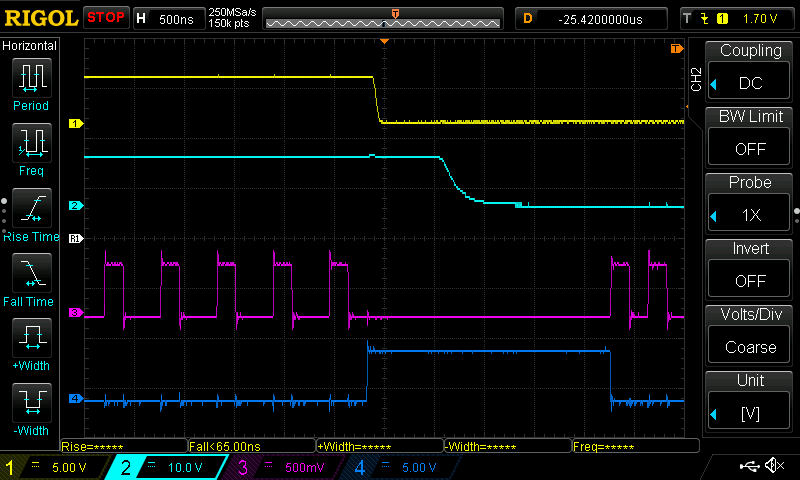 RIGOL STOP H 500ns 250MSa/s 150k pts T D -25.4200000us T 1 1.70 V
Horizontal
Period
Freq
Rise Time
Fall Time
+Width
-Width
T
1
2
R1
3
4
CH2
Coupling
DC
BW Limit
OFF
Probe
1X
Invert
OFF
Volts/Div
Coarse
Unit
[V]
Rise=***** Fall<65.00ns +Width=***** -Width=***** Freq=*****
1 5.00 V 2 10.0 V 3 500mV 4 5.00 V